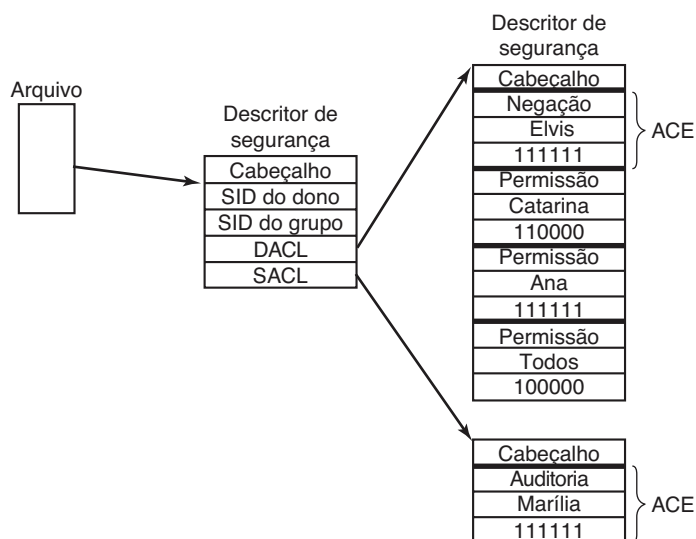 Arquivo
Descritor de
segurança
Cabeçalho
SID do dono
SID do grupo
DACL
SACL
Descritor de
segurança
Cabeçalho
Negação
Elvis
111111
ACE
Permissão
Catarina
110000
Permissão
Ana
111111
Permissão
Todos
100000
Cabeçalho
Auditoria
Marília
111111
ACE